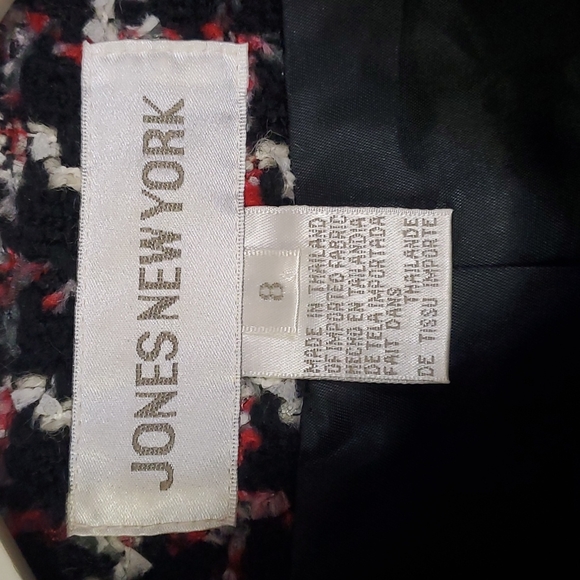 JONES NEW YORK
8
MADE IN THAILAND
OF IMPORTED FABRIC
HECHO EN TAILANDIA
DE TELA IMPORTADA
FAIT DANS
THAILANDE
DE TISSU IMPORTE